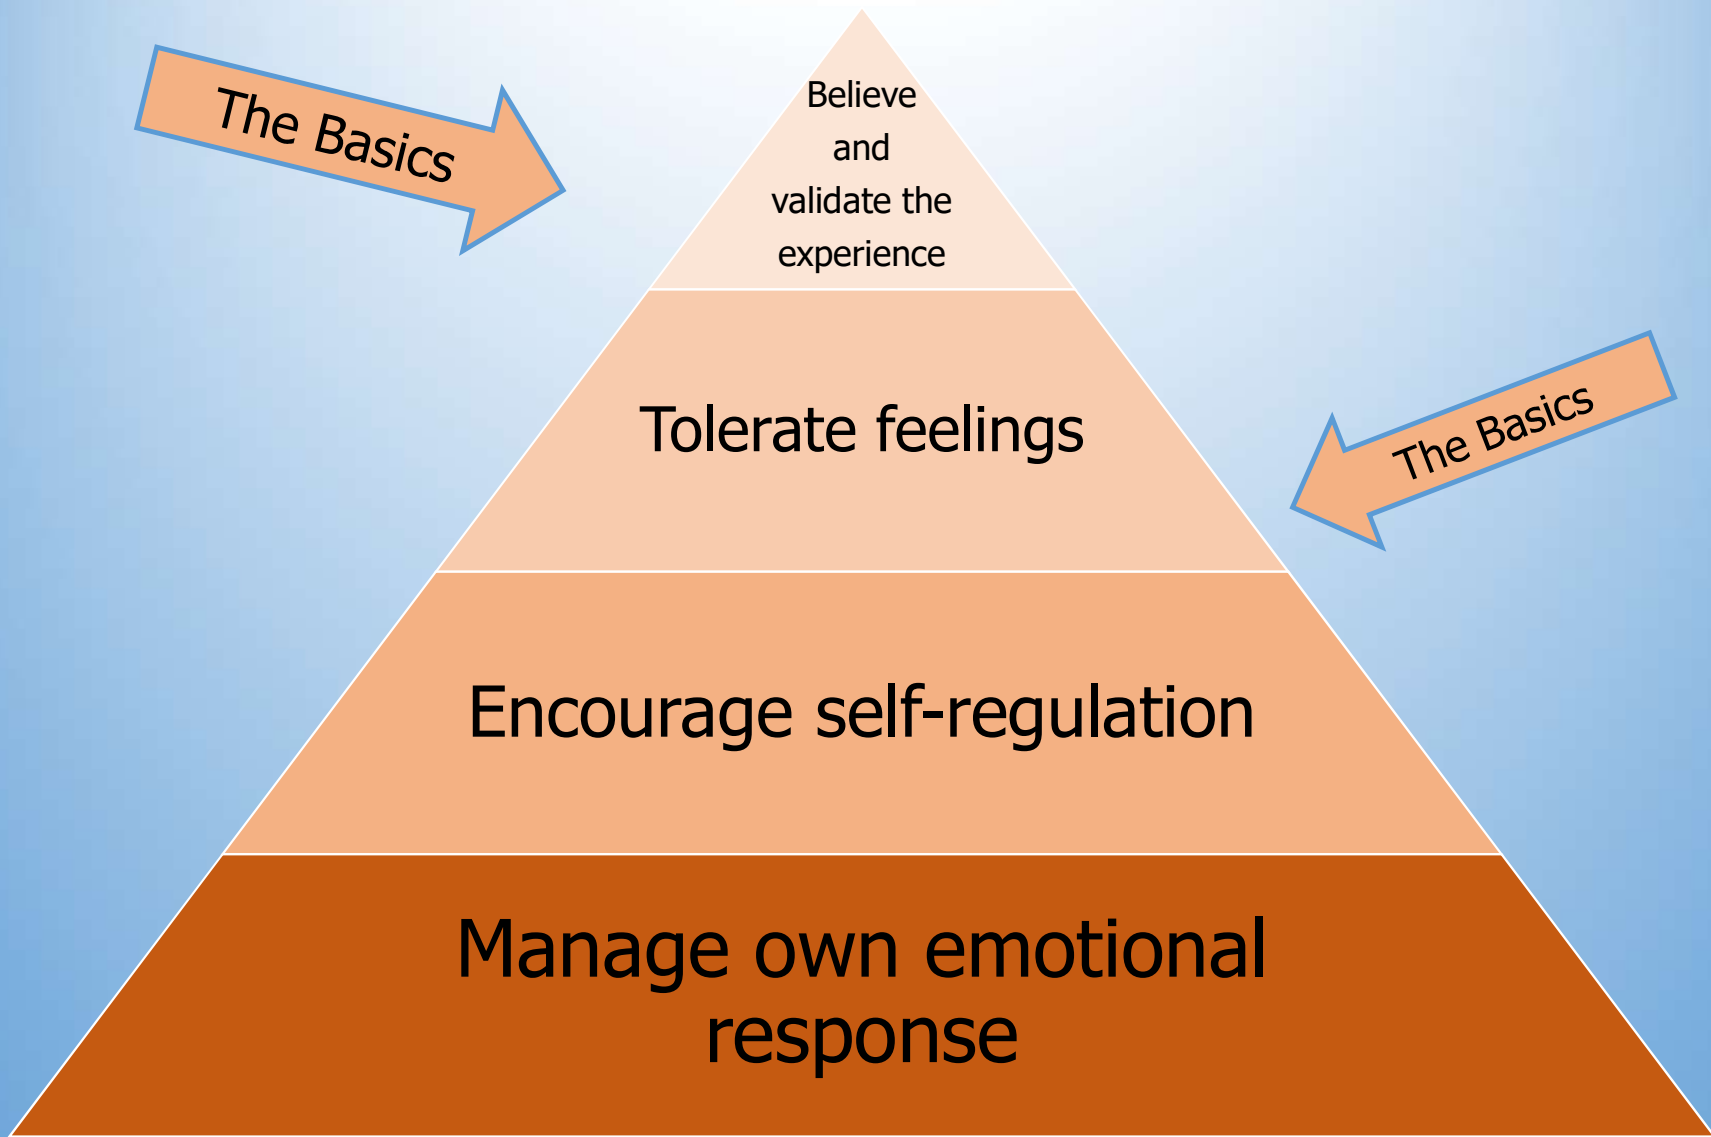 The Basics
Believe
and
validate the
experience
Tolerate feelings
The Basics
Encourage self-regulation
Manage own emotional
response